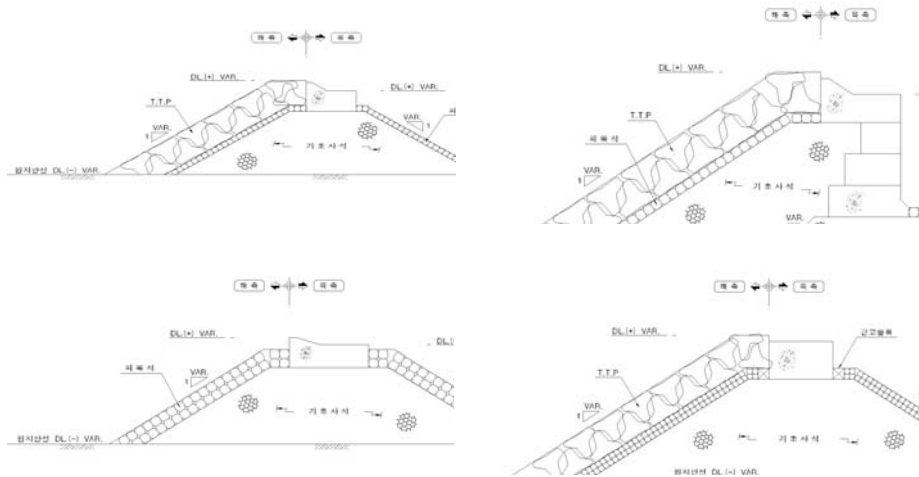 해 측 육 측
DL.(+) VAR.
DL.(+) VAR.
T.T.P
VAR.
1
VAR.
1
기 초 사 석
원지반선 DL.(-) VAR.
해 측 육 측
DL.(+) VAR.
T.T.P
피 복 석
VAR.
1
기 초 사 석
VAR.
해 측 육 측
DL.(+) VAR.
피 복 석
VAR.
1
기 초 사 석
원지반선 DL.(-) VAR.
해 측 육 측
DL.(+) VAR.
근고블록
T.T.P
VAR.
1
기 초 사 석
원지반선 DL.(-) VAR.